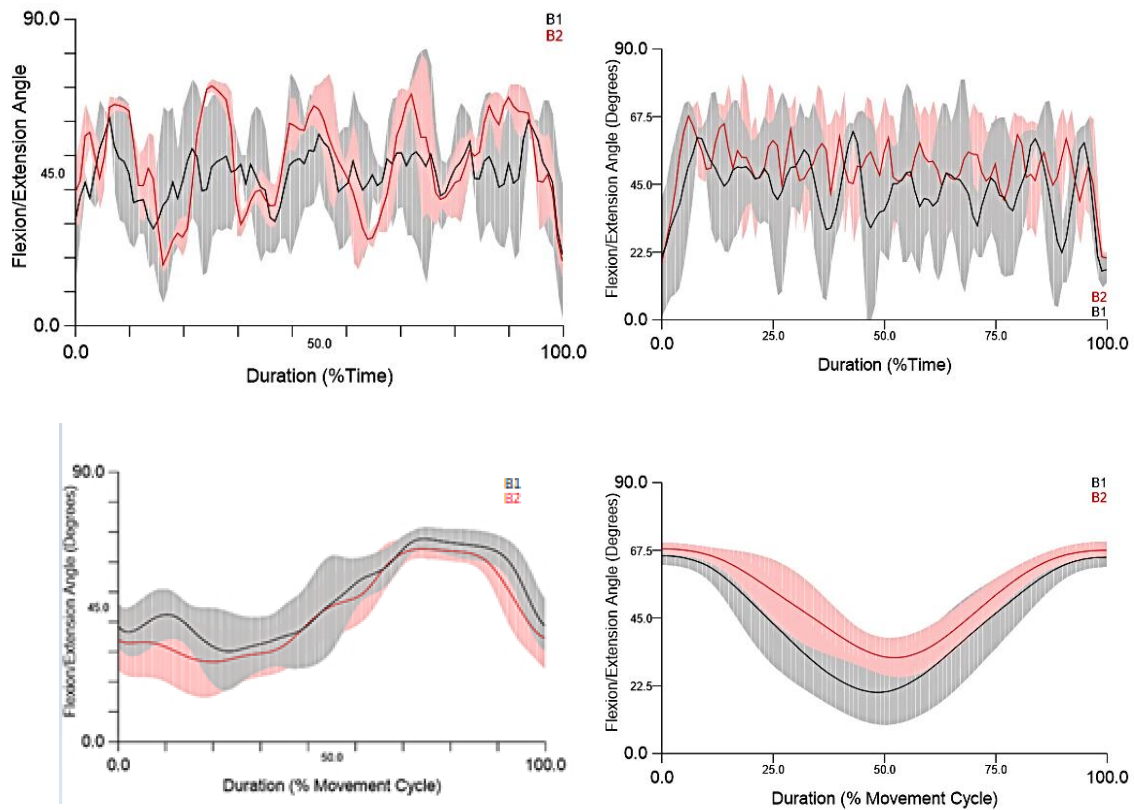 90.0
B1
B2
Flexion/Extension Angle
45.0
0.0
0.0
50.0
100.0
Duration (%Time)
90.0
Flexion/Extension Angle (Degrees)
67.5
45.0
22.5
0.0
B2
B1
0.0
25.0
50.0
75.0
100.0
Duration (%Time)
90.0
B1
B2
Flexion/Extension Angle (Degrees)
45.0
0.0
0.0
50.0
100.0
Duration (% Movement Cycle)
90.0
B1
B2
Flexion/Extension Angle (Degrees)
67.5
45.0
22.5
0.0
0.0
25.0
50.0
75.0
100.0
Duration (% Movement Cycle)